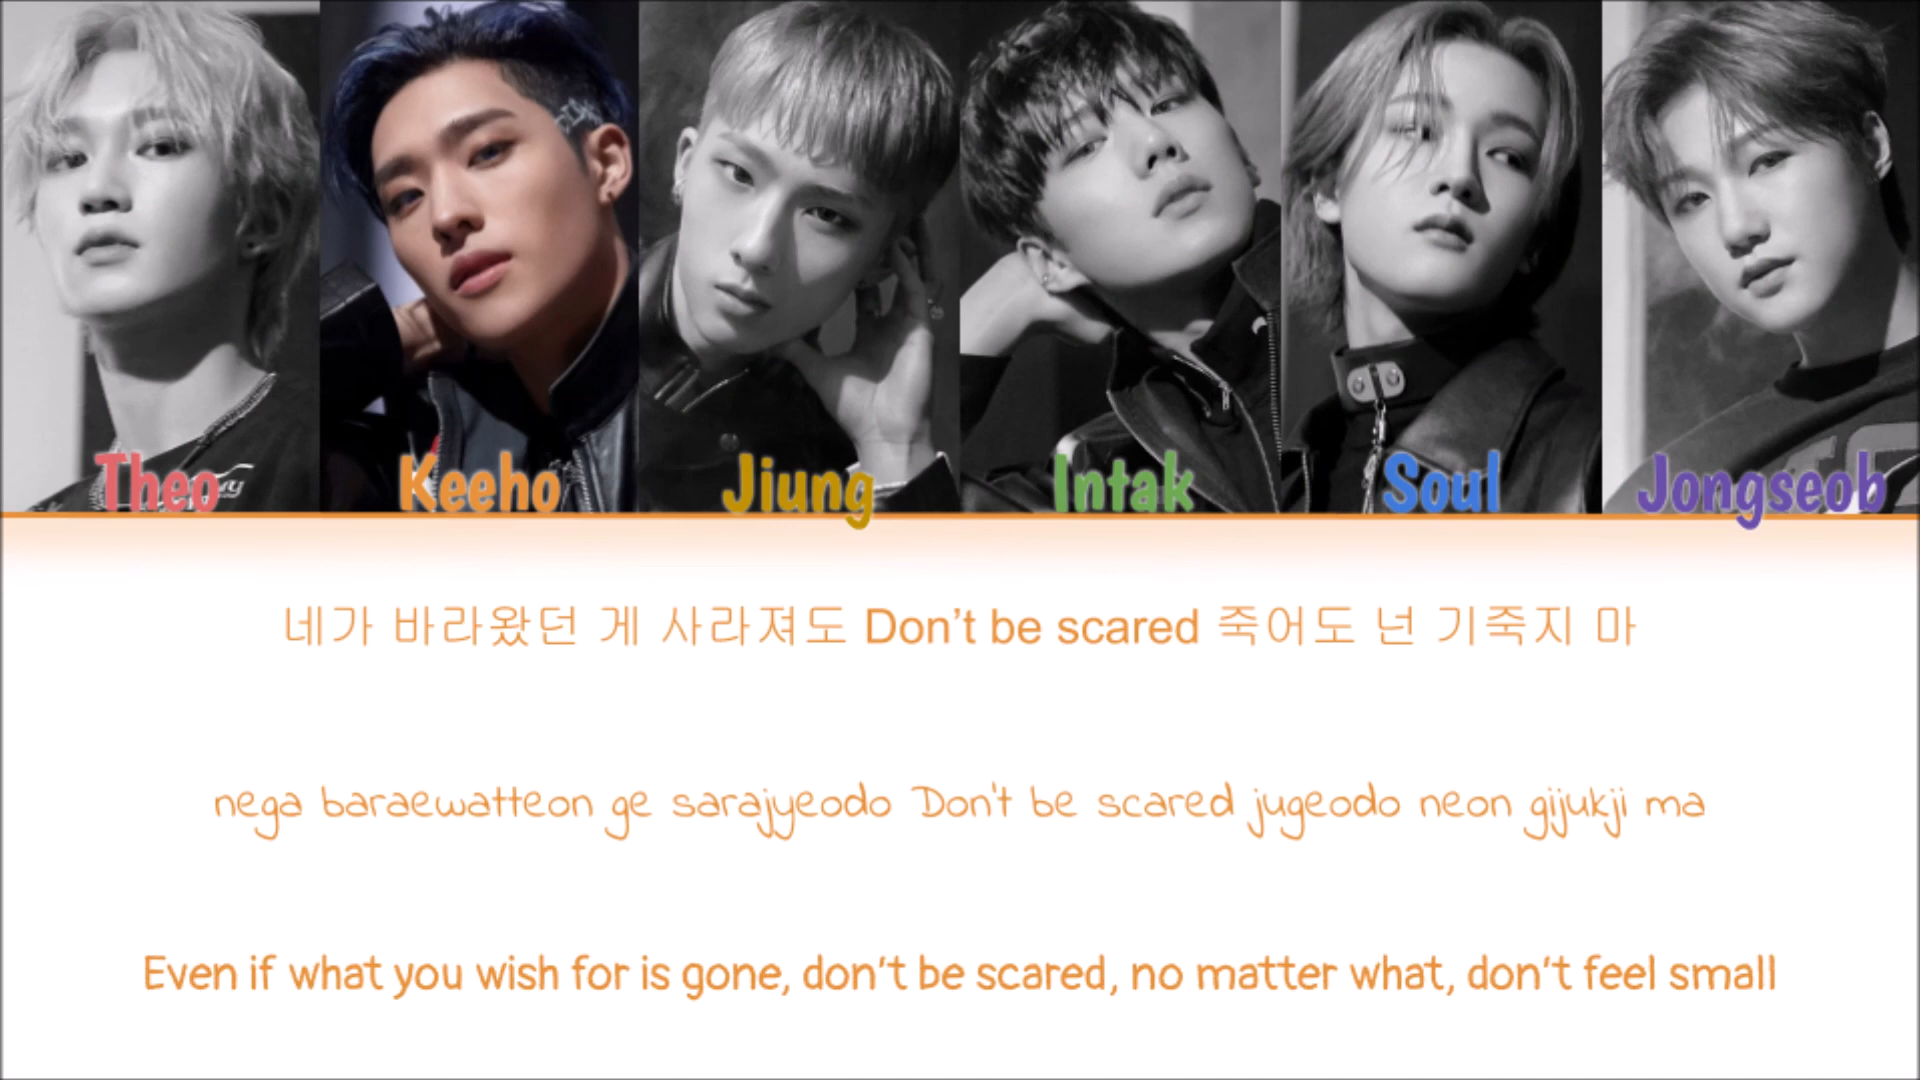 Theo Keeho Jiung Intak Soul Jongseob
네가 바라왔던 게 사라져도 Don't be scared 죽어도 넌 기죽지 마
nega baraewatteon ge sarajyeodo Don't be scared jugeodo neon gijukji ma
Even if what you wish for is gone, don't be scared, no matter what, don't feel small